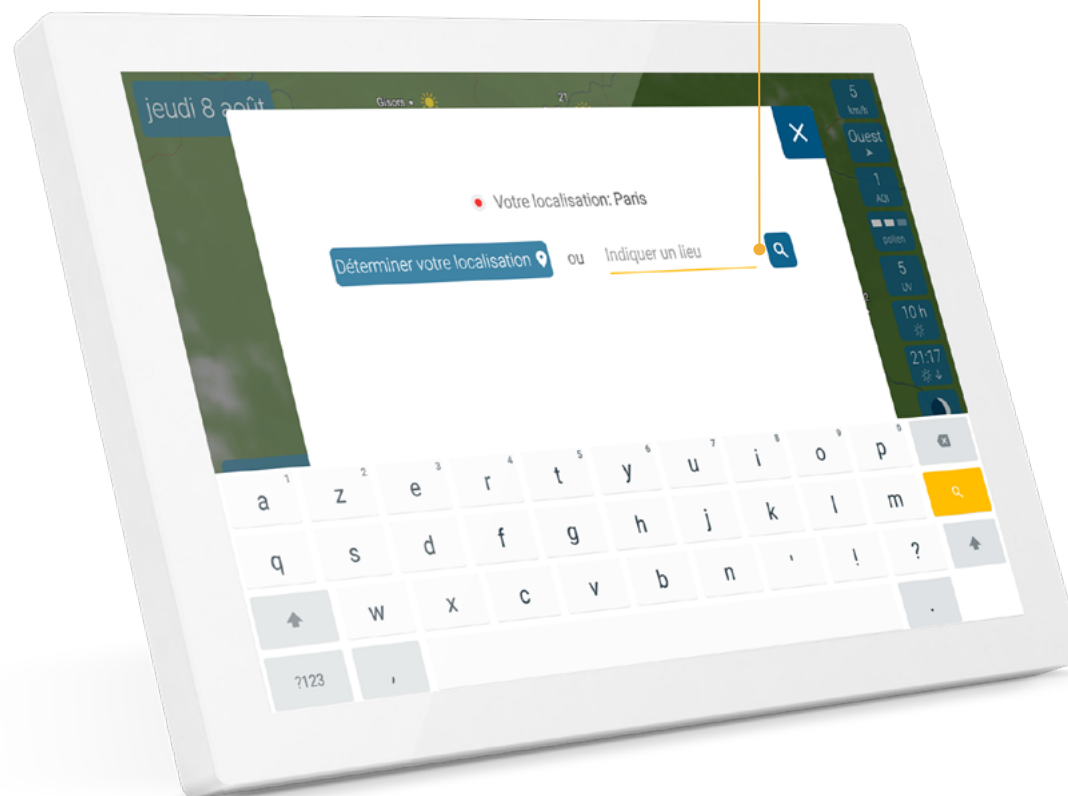 jeudi 8 août
Gisors
21
5
km/h
Ouest
1
AQI
pollen
5
UV
10 h
21:17
Votre localisation: Paris
Déterminer votre localisation
ou
Indiquer un lieu
a 1 z 2 e 3 r 4 t 5 y 6 u 7 i 8 o 9 p 0
q s d f g h j k l m
w x c v b n ' ! ?
?123 , .